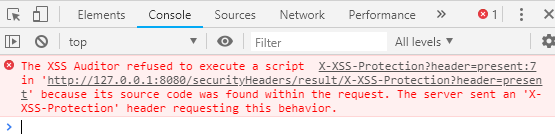 Elements Console Sources Network » 1
top Filter All levels ▾
The XSS Auditor refused to execute a script X-XSS-Protection?header=present:7
in 'http://127.0.0.1:8080/securityHeaders/result/X-XSS-Protection?header=presen
t' because its source code was found within the request. The server sent an 'X-
XSS-Protection' header requesting this behavior.